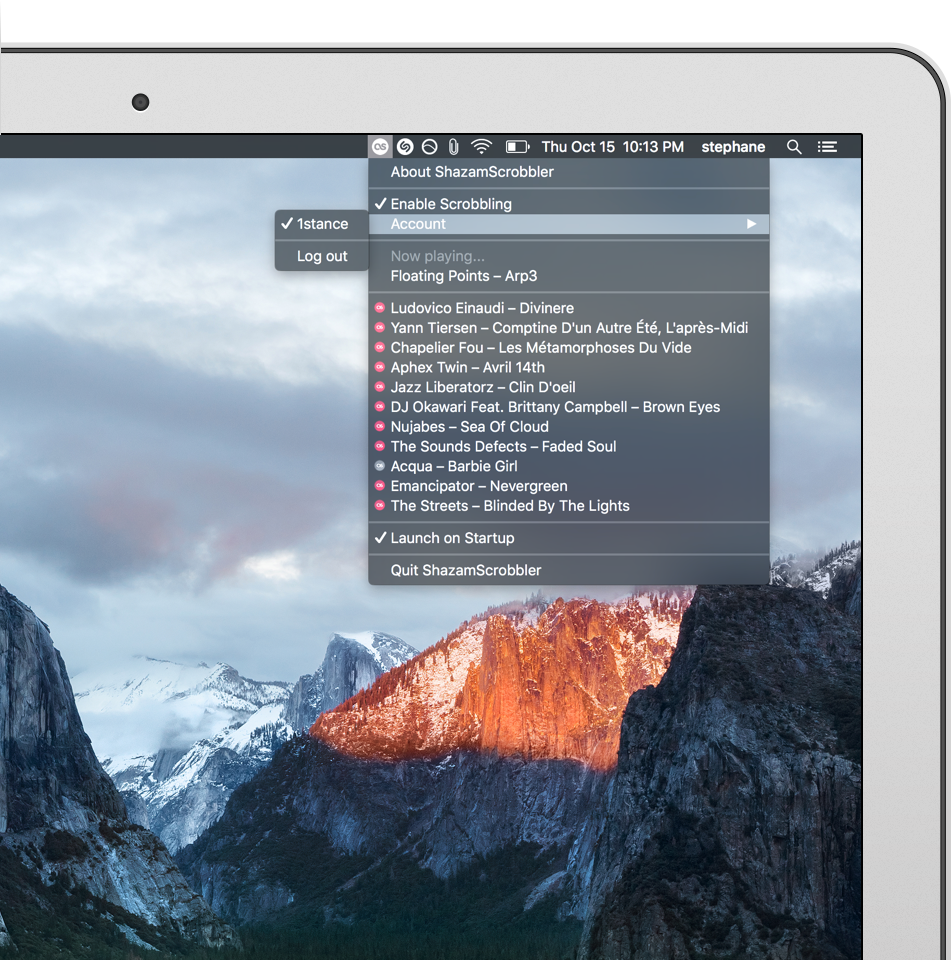 Thu Oct 15 10:13 PM stephane
About ShazamScrobbler
Enable Scrobbling
Account
1stance
Log out
Now playing...
Floating Points – Arp3
Ludovico Einaudi – Divinere
Yann Tiersen – Comptine D'un Autre Été, L'après-Midi
Chapelier Fou – Les Métamorphoses Du Vide
Aphex Twin – Avril 14th
Jazz Liberatorz – Clin D'oeil
DJ Okawari Feat. Brittany Campbell – Brown Eyes
Nujabes – Sea Of Cloud
The Sounds Defects – Faded Soul
Acqua – Barbie Girl
Emancipator – Nevergreen
The Streets – Blinded By The Lights
Launch on Startup
Quit ShazamScrobbler